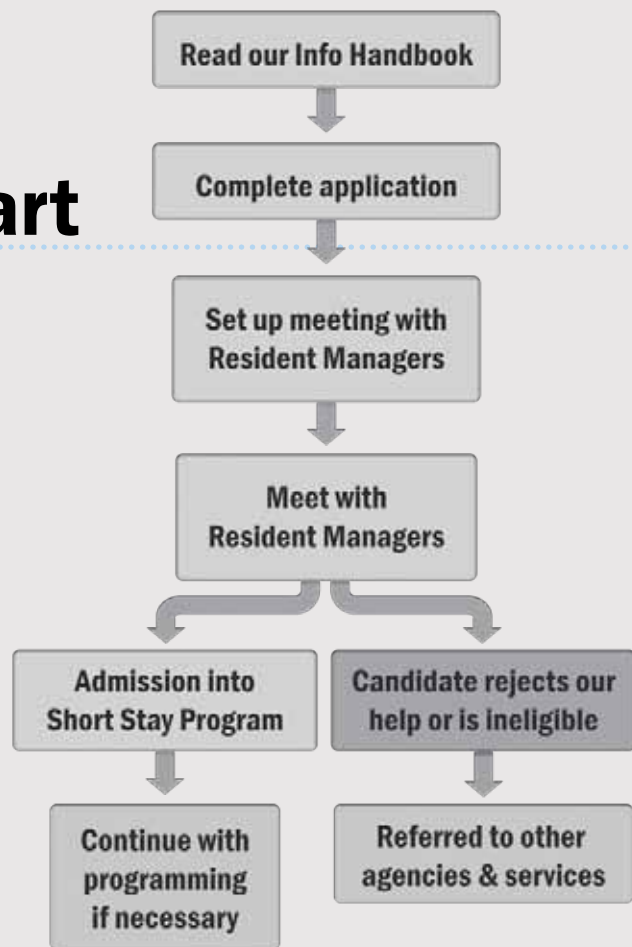 Read our Info Handbook
Complete application
art
Set up meeting with
Resident Managers
Meet with
Resident Managers
Admission into
Short Stay Program
Candidate rejects our
help or is ineligible
Continue with
programming
if necessary
Referred to other
agencies & services